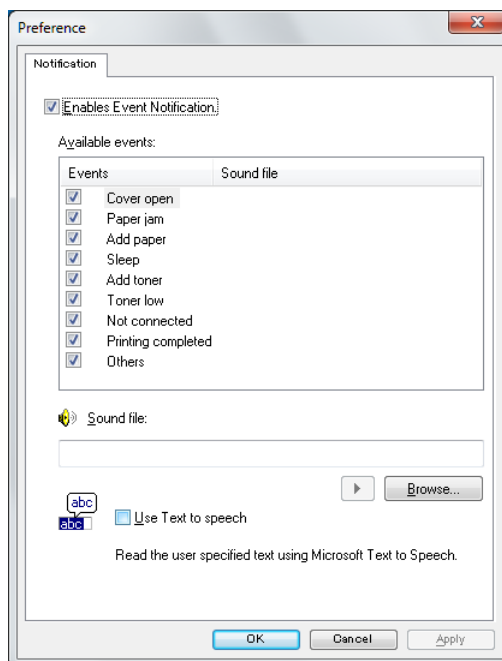 Preference
Notification
Enables Event Notification.
Available events:
Events Sound file
Cover open
Paper jam
Add paper
Sleep
Add toner
Toner low
Not connected
Printing completed
Others
Sound file:
Browse...
abc
abc
Use Text to speech
Read the user specified text using Microsoft Text to Speech.
OK Cancel Apply